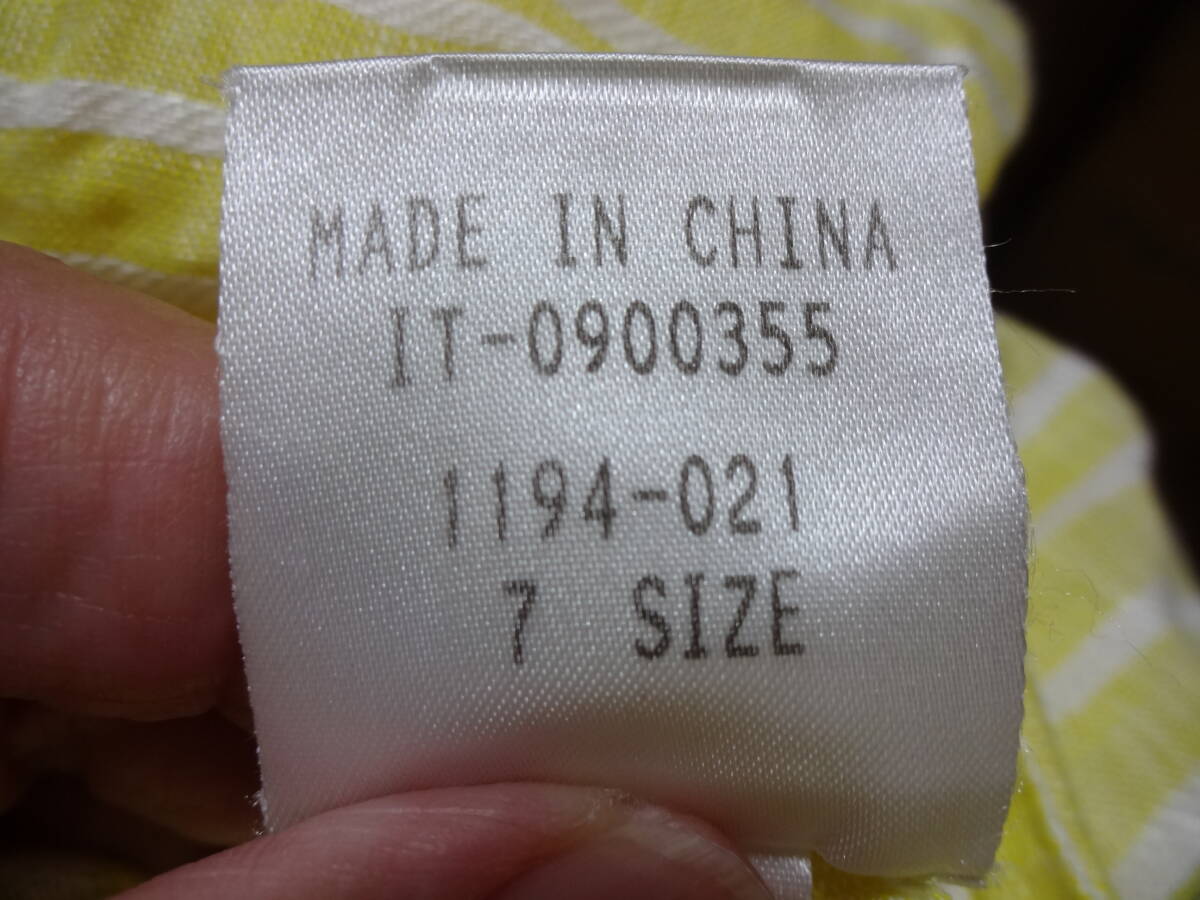 MADE IN CHINA
IT-0900355
1194-021
7 SIZE